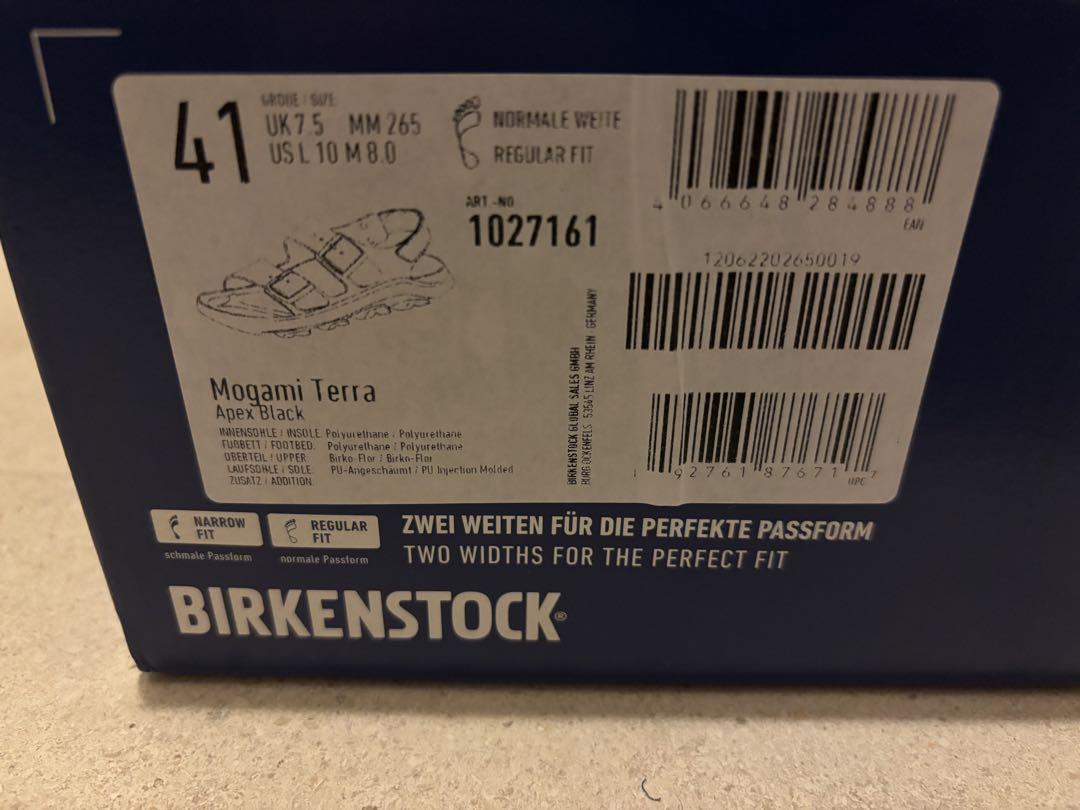 41
GRÖßE / SIZE
UK 7.5 MM 265
US L 10 M 8.0
NORMALE WEITE
REGULAR FIT
ART.-NO.
1027161
4 066648 284888
EAN
12062202650019
1 92761 87671 7
UPC
BIRKENSTOCK GLOBAL SALES GMBH
BURG OCKENFELS · 53545 LINZ AM RHEIN · GERMANY
Mogami Terra
Apex Black
INNENSOHLE / INSOLE: Polyurethane / Polyurethane
FUßBETT / FOOTBED: Polyurethane / Polyurethane
OBERTEIL / UPPER: Birko-Flor / Birko-Flor
LAUFSOHLE / SOLE: PU-Angeschäumt / PU Injection Molded
ZUSATZ / ADDITION:
NARROW FIT
schmale Passform
REGULAR FIT
normale Passform
ZWEI WEITEN FÜR DIE PERFEKTE PASSFORM
TWO WIDTHS FOR THE PERFECT FIT
BIRKENSTOCK®